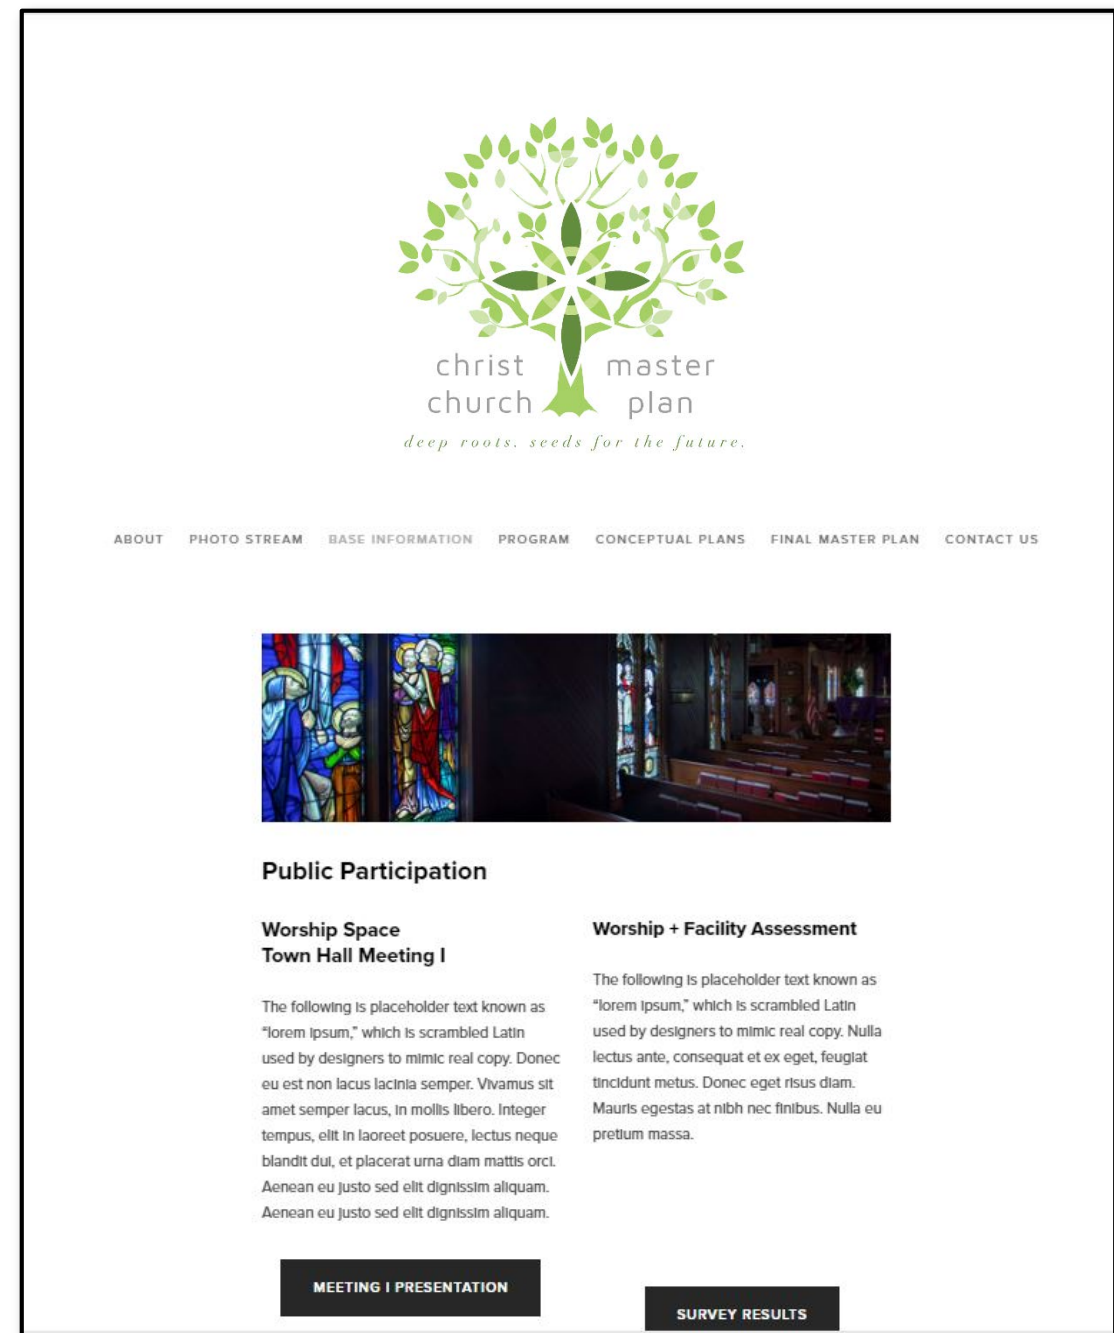 christ master
church plan
deep roots. seeds for the future.
ABOUT PHOTO STREAM BASE INFORMATION PROGRAM CONCEPTUAL PLANS FINAL MASTER PLAN CONTACT US
Public Participation
Worship Space
Town Hall Meeting I
The following is placeholder text known as
“lorem ipsum,” which is scrambled Latin
used by designers to mimic real copy. Donec
eu est non lacus lacinia semper. Vivamus sit
amet semper lacus, in mollis libero. Integer
tempus, elit in laoreet posuere, lectus neque
blandit dui, et placerat urna diam mattis orci.
Aenean eu justo sed elit dignissim aliquam.
Aenean eu justo sed elit dignissim aliquam.
MEETING I PRESENTATION
Worship + Facility Assessment
The following is placeholder text known as
“lorem ipsum,” which is scrambled Latin
used by designers to mimic real copy. Nulla
lectus ante, consequat et ex eget, feugiat
tincidunt metus. Donec eget risus diam.
Mauris egestas at nibh nec finibus. Nulla eu
pretium massa.
SURVEY RESULTS